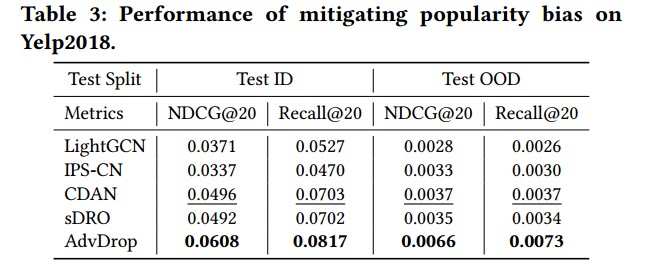 Table 3: Performance of mitigating popularity bias on
Yelp2018.
Test Split Test ID Test OOD
Metrics NDCG@20 Recall@20 NDCG@20 Recall@20
LightGCN 0.0371 0.0527 0.0028 0.0026
IPS-CN 0.0337 0.0470 0.0033 0.0030
CDAN 0.0496 0.0703 0.0037 0.0037
sDRO 0.0492 0.0702 0.0035 0.0034
AdvDrop 0.0608 0.0817 0.0066 0.0073